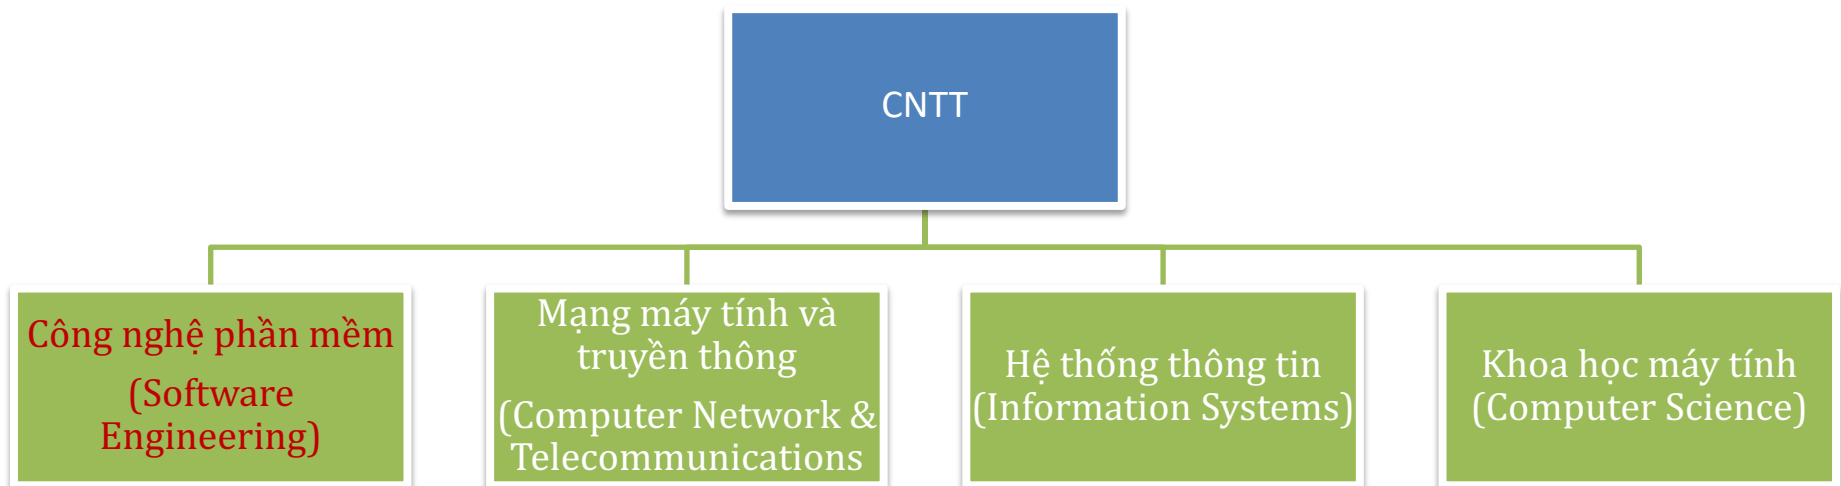 CNTT
Công nghệ phần mềm
(Software
Engineering)
Mạng máy tính và
truyền thông
(Computer Network &
Telecommunications
Hệ thống thông tin
(Information Systems)
Khoa học máy tính
(Computer Science)